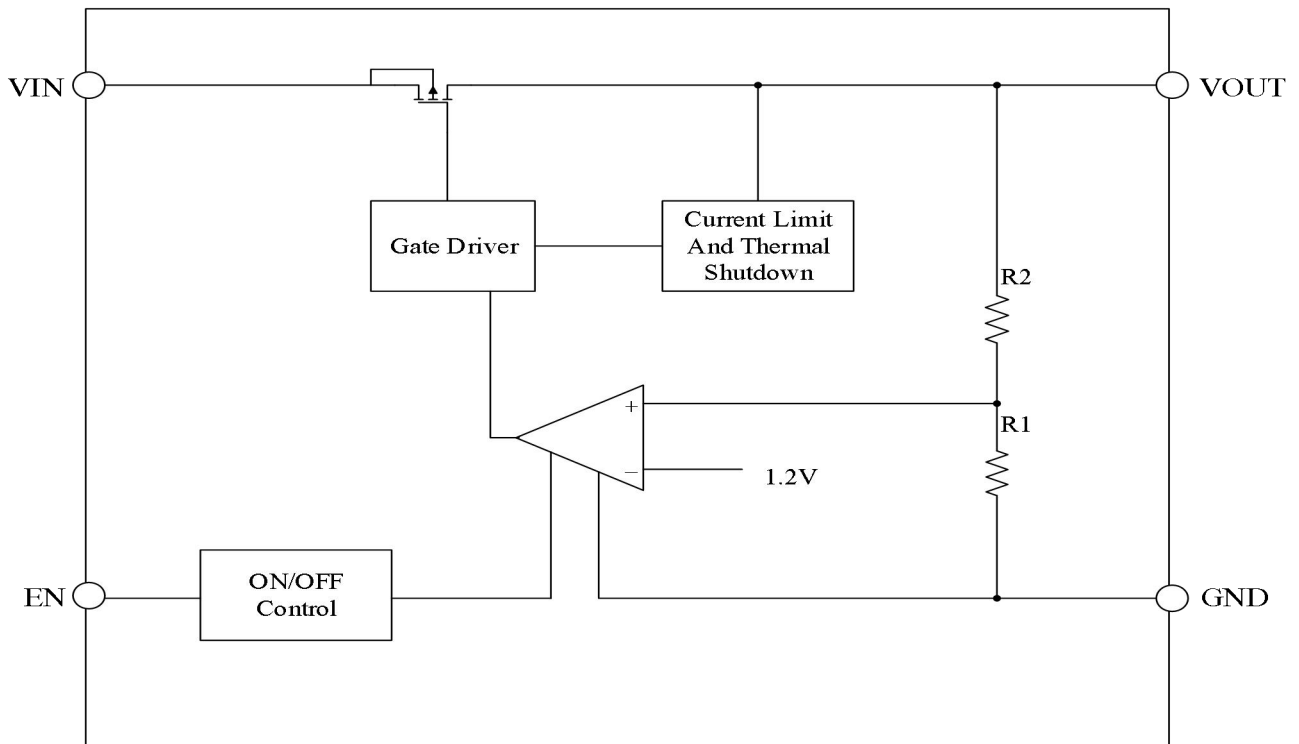 VIN
VOUT
Gate Driver
Current Limit
And Thermal
Shutdown
R2
+
R1
−
1.2V
EN
ON/OFF
Control
GND